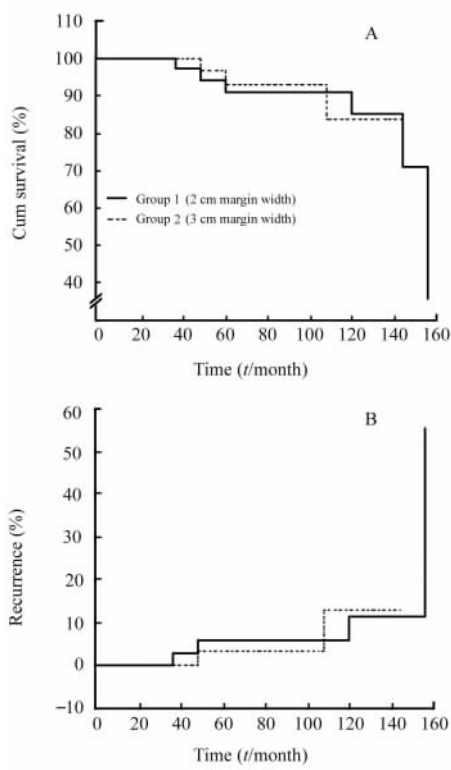 110
A
100
90
80
70
60
50
40
Cum survival (%)
Group 1 (2 cm margin width)
Group 2 (3 cm margin width)
0 20 40 60 80 100 120 140 160
Time (t/month)
60
B
50
40
30
20
10
0
–10
Recurrence (%)
0 20 40 60 80 100 120 140 160
Time (t/month)